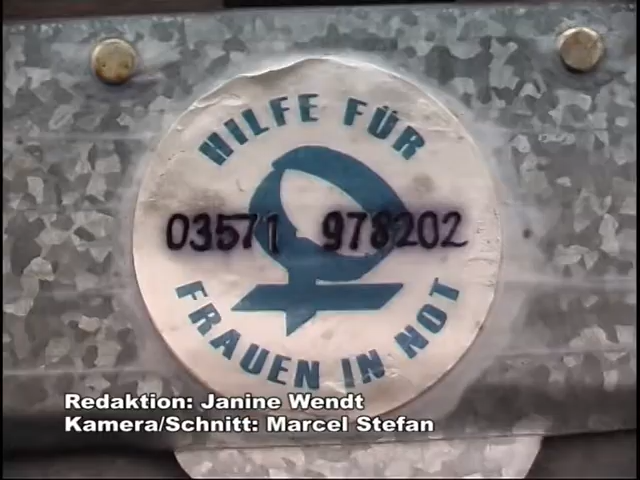 HILFE FÜR
03571 978202
FRAUEN IN NOT
Redaktion: Janine Wendt
Kamera/Schnitt: Marcel Stefan